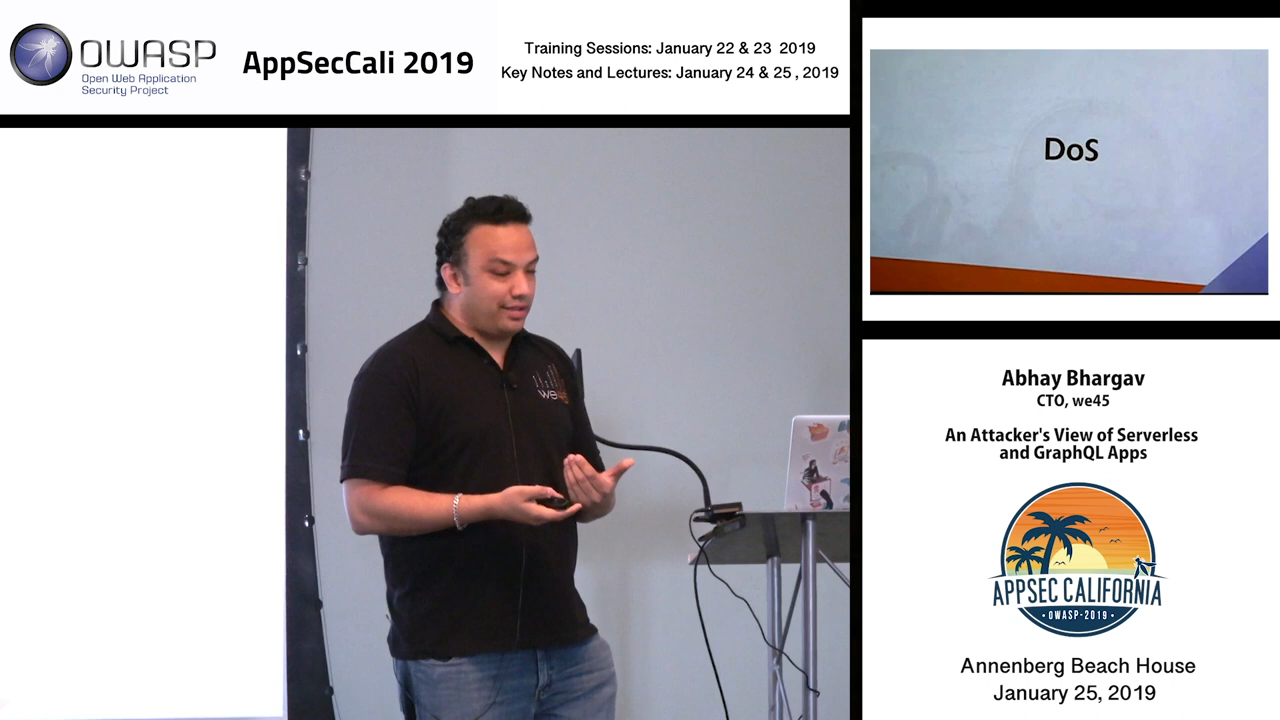 OWASP
Open Web Application
Security Project
AppSecCali 2019
Training Sessions: January 22 & 23 2019
Key Notes and Lectures: January 24 & 25 , 2019
DoS
we45
Abhay Bhargav
CTO, we45
An Attacker's View of Serverless
and GraphQL Apps
APPSEC CALIFORNIA
• OWASP-2019 •
Annenberg Beach House
January 25, 2019